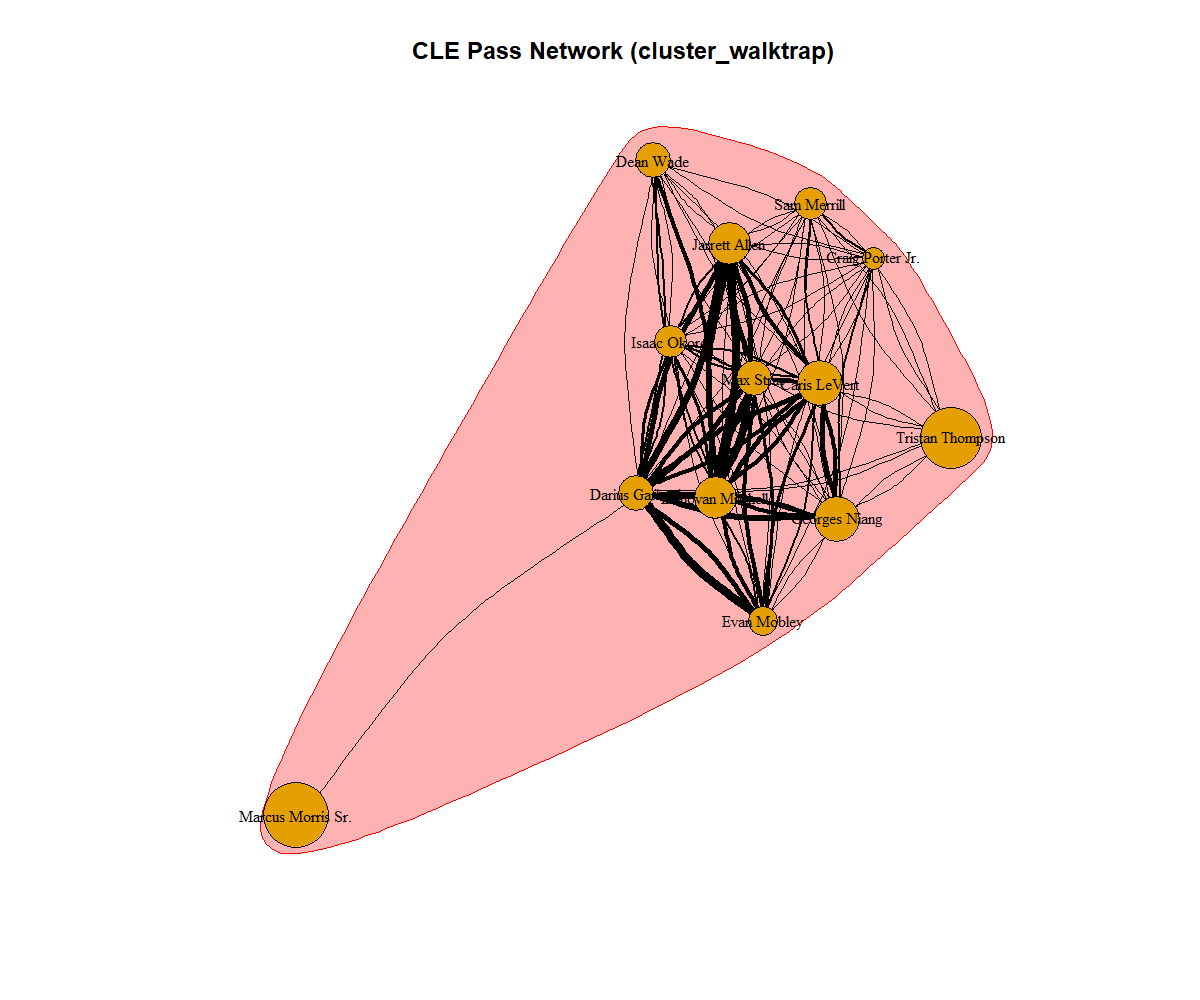 CLE Pass Network (cluster_walktrap)
Dean Wade
Sam Merrill
Jarrett Allen
Craig Porter Jr.
Isaac Okoro
Max Strus
Caris LeVert
Tristan Thompson
Darius Garland
Donovan Mitchell
Georges Niang
Evan Mobley
Marcus Morris Sr.